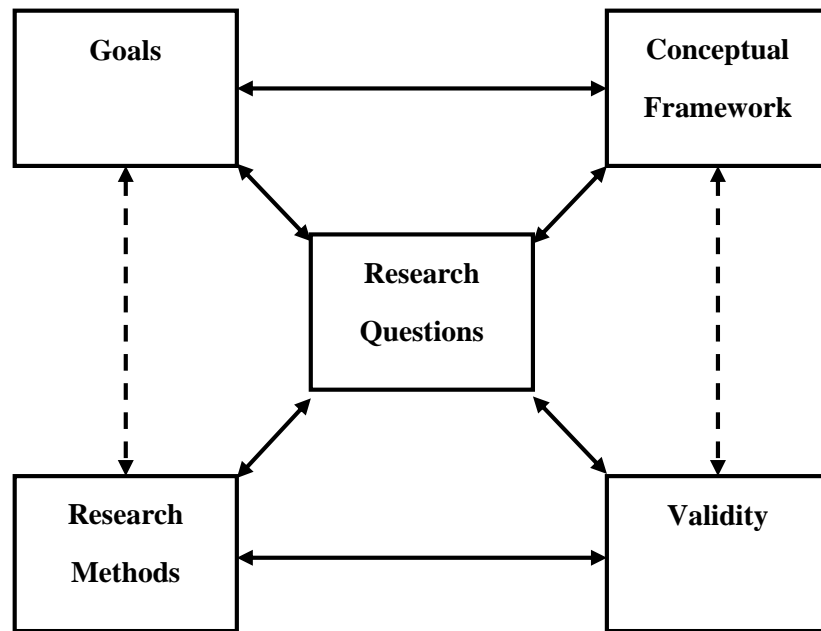 Goals
Conceptual
Framework
Research
Questions
Research
Methods
Validity